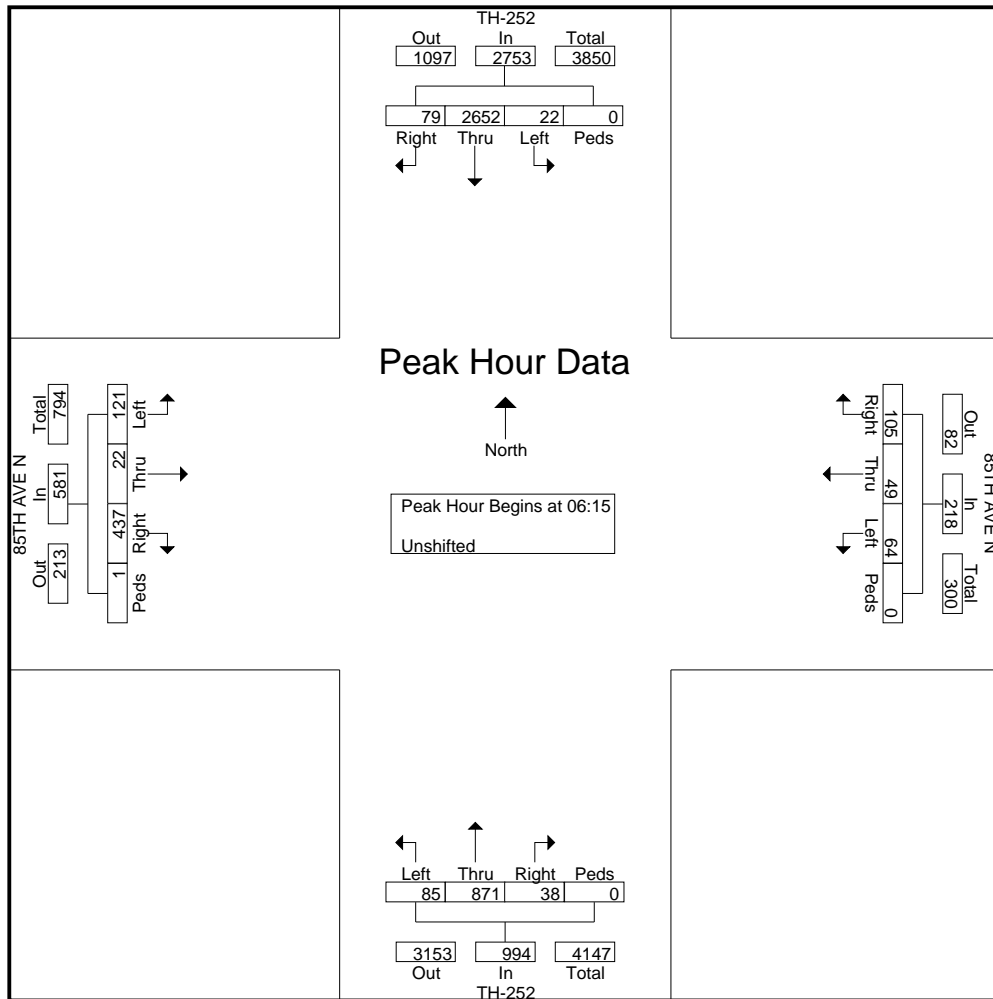 TH-252
Out In Total
1097 2753 3850
79 2652 22 0
Right Thru Left Peds
Peak Hour Data
North
Peak Hour Begins at 06:15
Unshifted
85TH AVE N
Total In Out
794 581 213
121 22 437 1
Left Thru Right Peds
85TH AVE N
Out In Total
82 218 300
105 49 64 0
Right Thru Left Peds
Left Thru Right Peds
85 871 38 0
3153 994 4147
Out In Total
TH-252